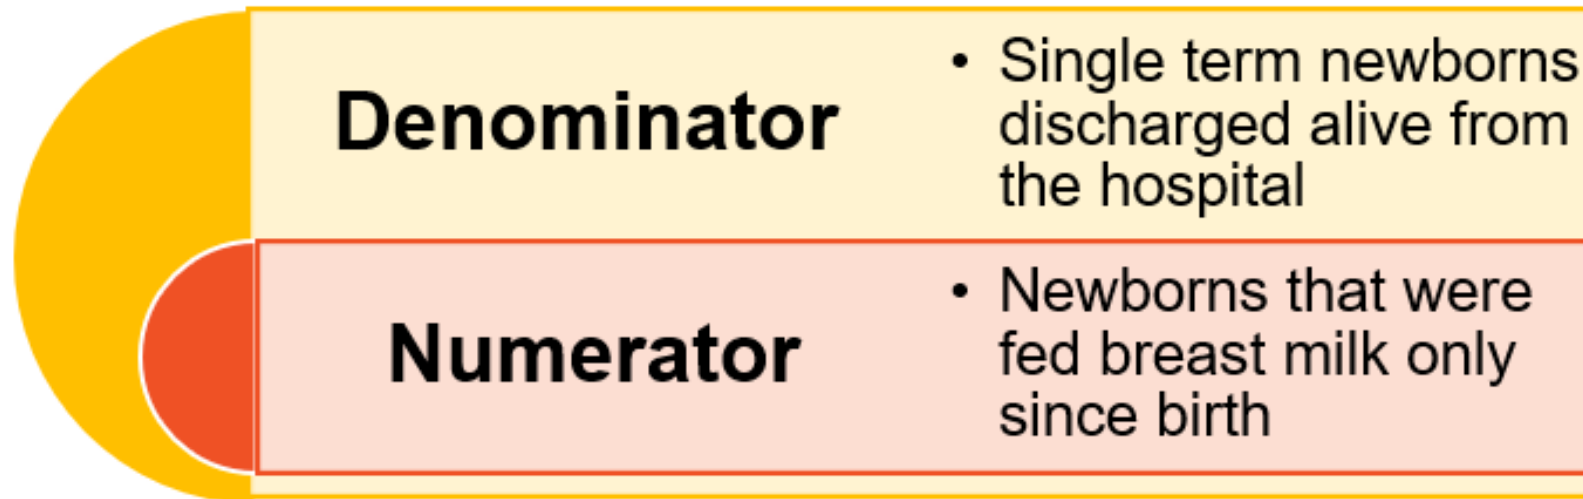 Denominator
• Single term newborns
discharged alive from
the hospital
Numerator
• Newborns that were
fed breast milk only
since birth